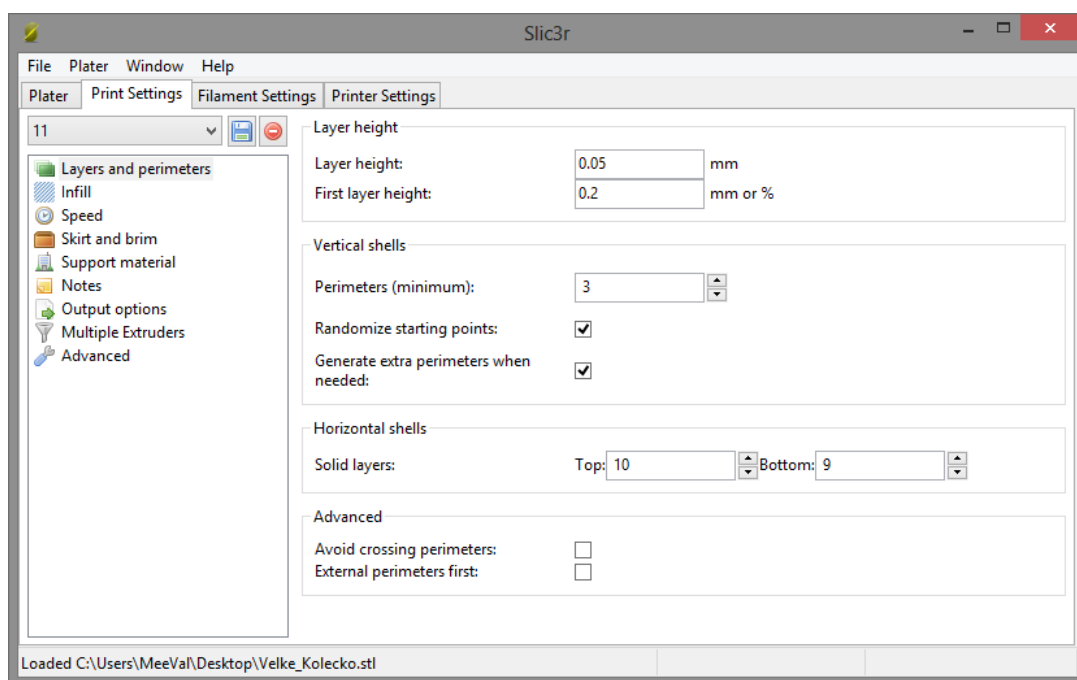 Slic3r
File Plater Window Help
Plater Print Settings Filament Settings Printer Settings
11
Layers and perimeters
Infill
Speed
Skirt and brim
Support material
Notes
Output options
Multiple Extruders
Advanced
Layer height
Layer height: 0.05 mm
First layer height: 0.2 mm or %
Vertical shells
Perimeters (minimum): 3
Randomize starting points:
Generate extra perimeters when
needed:
Horizontal shells
Solid layers: Top: 10 Bottom: 9
Advanced
Avoid crossing perimeters:
External perimeters first:
Loaded C:\Users\MeeVal\Desktop\Velke_Kolecko.stl